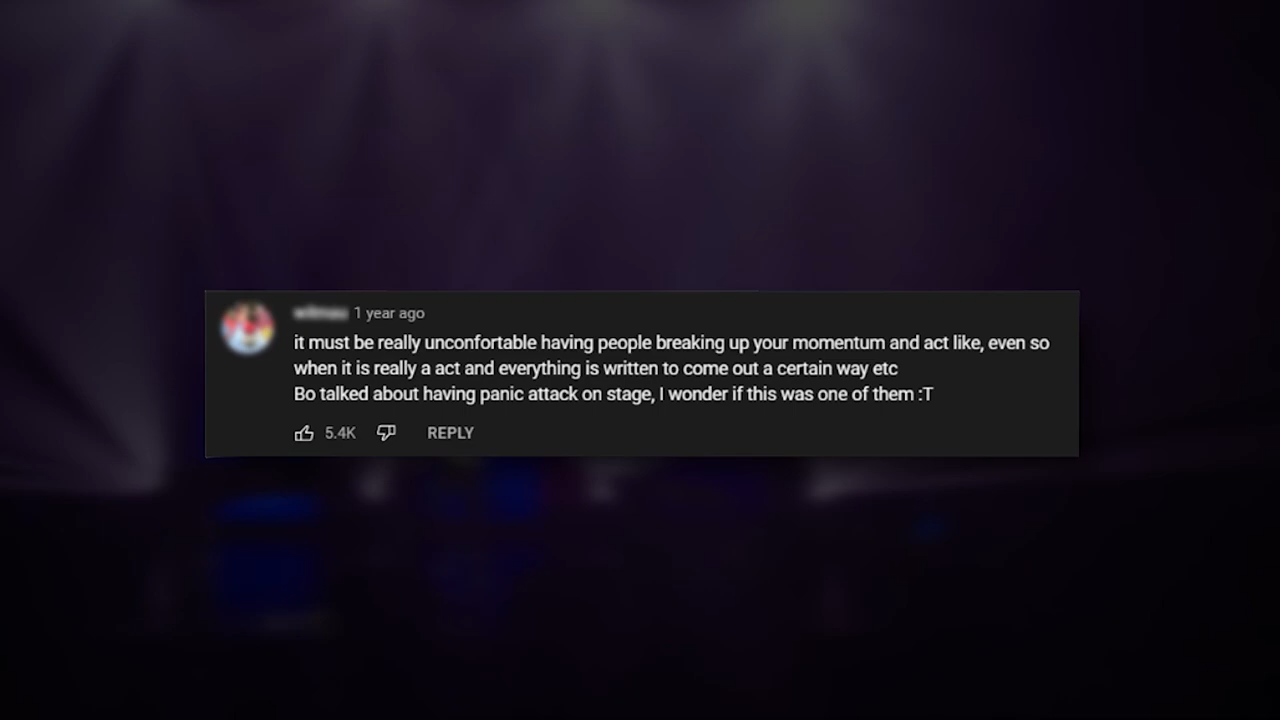 1 year ago
it must be really unconfortable having people breaking up your momentum and act like, even so
when it is really a act and everything is written to come out a certain way etc
Bo talked about having panic attack on stage, I wonder if this was one of them :T
5.4K REPLY